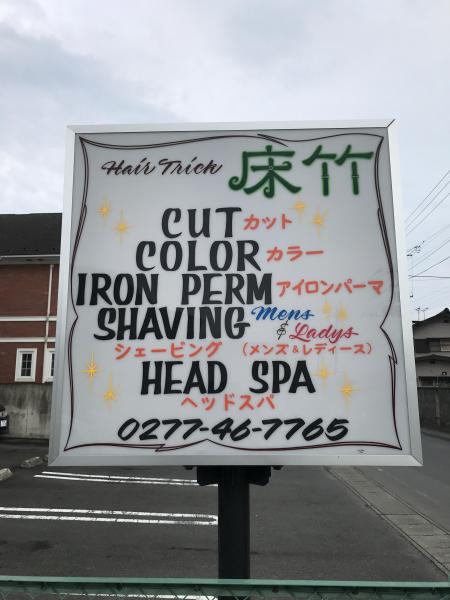 Hair Trick 床竹
CUT カット
COLOR カラー
IRON PERM アイロンパーマ
SHAVING Mens & Ladys
シェービング (メンズ&レディース)
HEAD SPA
ヘッドスパ
0277-46-7765